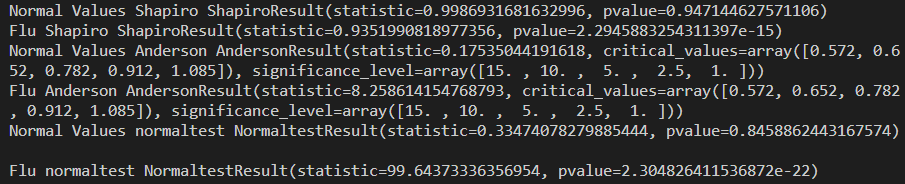 Normal Values Shapiro ShapiroResult(statistic=0.9986931681632996, pvalue=0.947144627571106)
Flu Shapiro ShapiroResult(statistic=0.9351990818977356, pvalue=2.2945883254311397e-15)
Normal Values Anderson AndersonResult(statistic=0.17535044191618, critical_values=array([0.572, 0.6
52, 0.782, 0.912, 1.085]), significance_level=array([15. , 10. ,  5. ,  2.5,  1. ]))
Flu Anderson AndersonResult(statistic=8.258614154768793, critical_values=array([0.572, 0.652, 0.782
, 0.912, 1.085]), significance_level=array([15. , 10. ,  5. ,  2.5,  1. ]))
Normal Values normaltest NormaltestResult(statistic=0.33474078279885444, pvalue=0.8458862443167574)
Flu normaltest NormaltestResult(statistic=99.64373336356954, pvalue=2.304826411536872e-22)